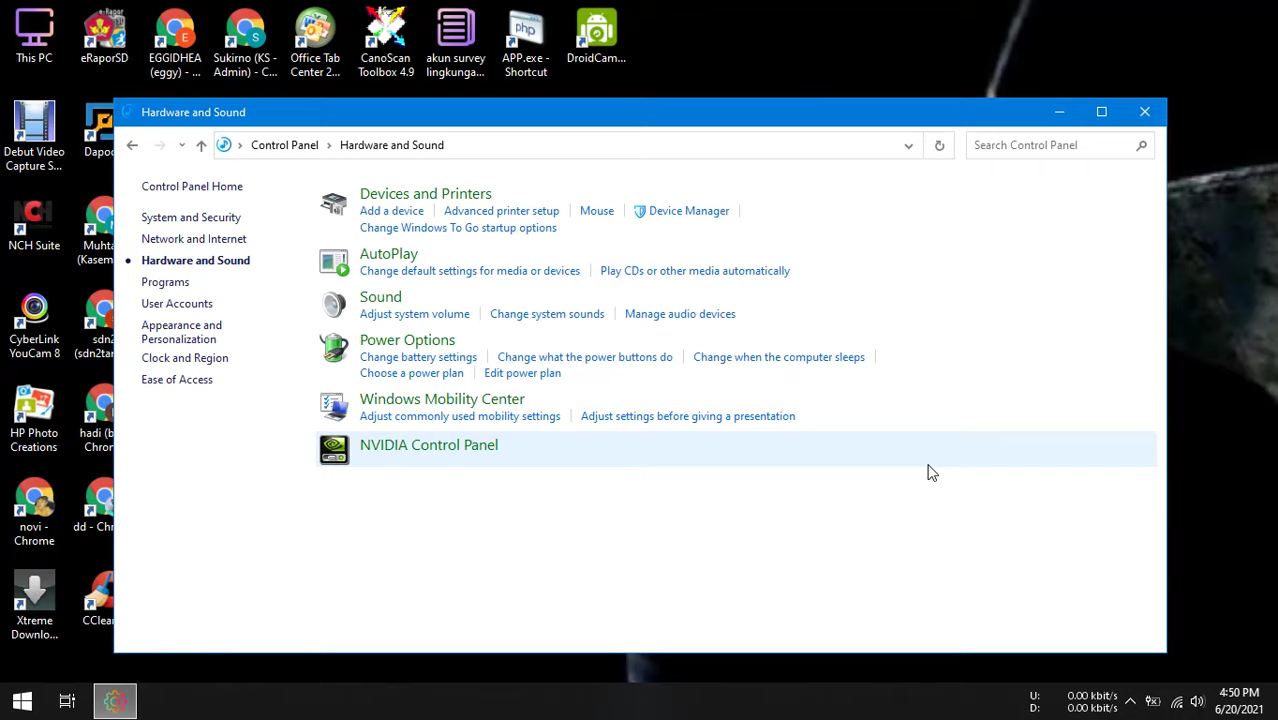 This PC
eRaporSD
EGGIDHEA
(eggy) - ...
Sukirno (KS -
Admin) - C...
Office Tab
Center 2...
CanoScan
Toolbox 4.9
akun survey
lingkunga...
APP.exe -
Shortcut
DroidCam...
Debut Video
Capture S...
Dapod
NCH Suite
Muhta
(Kasem
CyberLink
YouCam 8
sdn2
(sdn2tar
HP Photo
Creations
hadi (b
Chrom
novi -
Chrome
dd - Chr
Xtreme
Downlo...
CClea
Hardware and Sound
Control Panel
Hardware and Sound
Search Control Panel
Control Panel Home
System and Security
Network and Internet
Hardware and Sound
Programs
User Accounts
Appearance and
Personalization
Clock and Region
Ease of Access
Devices and Printers
Add a device
Advanced printer setup
Mouse
Device Manager
Change Windows To Go startup options
AutoPlay
Change default settings for media or devices
Play CDs or other media automatically
Sound
Adjust system volume
Change system sounds
Manage audio devices
Power Options
Change battery settings
Change what the power buttons do
Change when the computer sleeps
Choose a power plan
Edit power plan
Windows Mobility Center
Adjust commonly used mobility settings
Adjust settings before giving a presentation
NVIDIA Control Panel
U: 0.00 kbit/s
D: 0.00 kbit/s
4:50 PM
6/20/2021